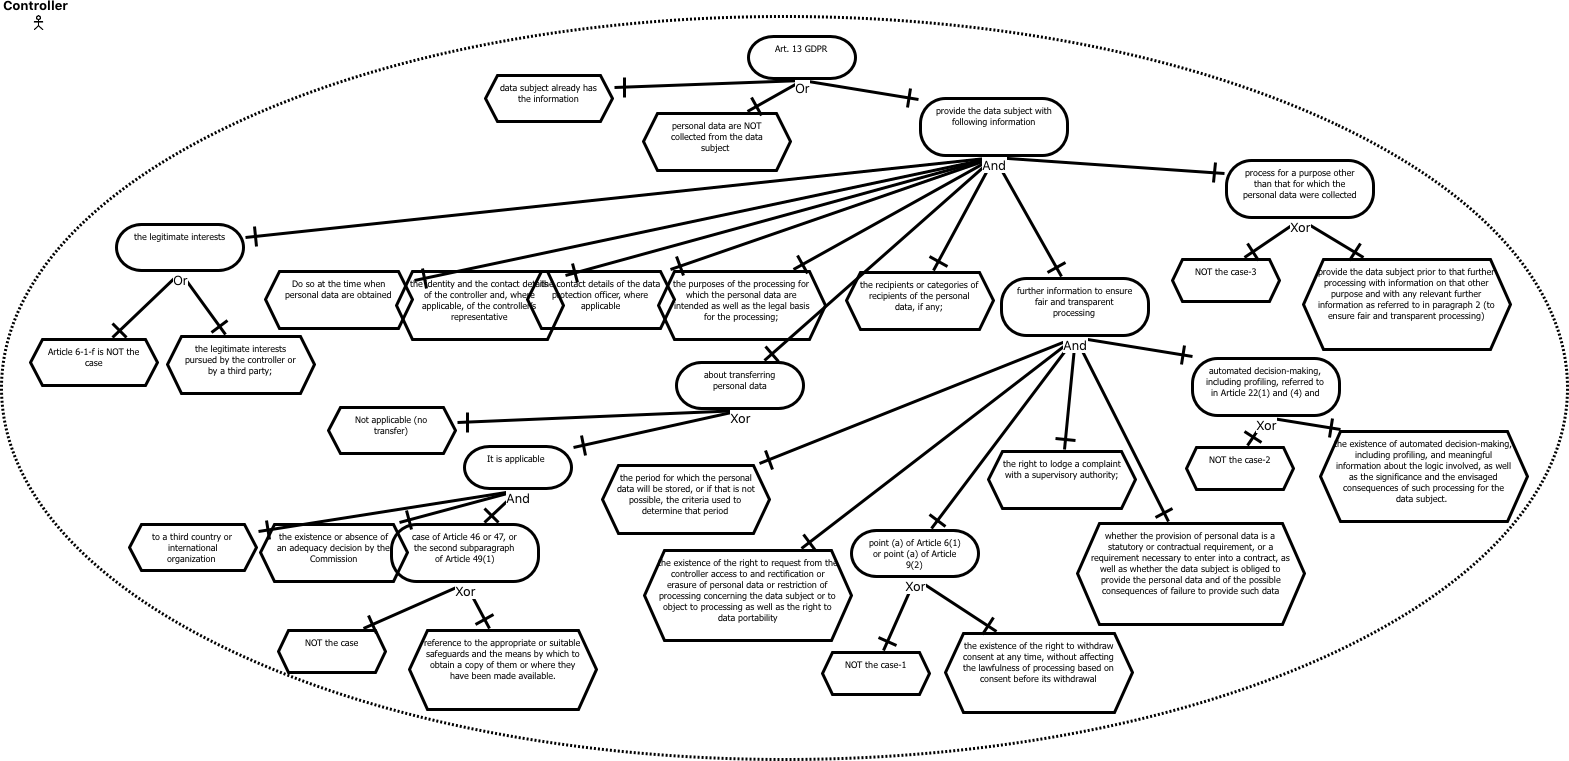 Controller
Art. 13 GDPR
data subject already has
the information
Or
personal data are NOT
collected from the data
subject
provide the data subject with
following information
And
process for a purpose other
than that for which the
personal data were collected
Xor
NOT the case-3
provide the data subject prior to that further
processing with information on that other
purpose and with any relevant further
information as referred to in paragraph 2 (to
ensure fair and transparent processing)
the legitimate interests
Or
Article 6-1-f is NOT the
case
the legitimate interests
pursued by the controller or
by a third party;
Do so at the time when
personal data are obtained
the identity and the contact details
of the controller and, where
applicable, of the controller's
representative
the contact details of the data
protection officer, where
applicable
the purposes of the processing for
which the personal data are
intended as well as the legal basis
for the processing;
the recipients or categories of
recipients of the personal
data, if any;
further information to ensure
fair and transparent
processing
And
about transferring
personal data
Xor
Not applicable (no
transfer)
It is applicable
And
to a third country or
international
organization
the existence or absence of
an adequacy decision by the
Commission
case of Article 46 or 47, or
the second subparagraph
of Article 49(1)
Xor
NOT the case
reference to the appropriate or suitable
safeguards and the means by which to
obtain a copy of them or where they
have been made available.
the period for which the personal
data will be stored, or if that is not
possible, the criteria used to
determine that period
the existence of the right to request from the
controller access to and rectification or
erasure of personal data or restriction of
processing concerning the data subject or to
object to processing as well as the right to
data portability
point (a) of Article 6(1)
or point (a) of Article
9(2)
Xor
NOT the case-1
the existence of the right to withdraw
consent at any time, without affecting
the lawfulness of processing based on
consent before its withdrawal
the right to lodge a complaint
with a supervisory authority;
whether the provision of personal data is a
statutory or contractual requirement, or a
requirement necessary to enter into a contract, as
well as whether the data subject is obliged to
provide the personal data and of the possible
consequences of failure to provide such data
automated decision-making,
including profiling, referred to
in Article 22(1) and (4) and
Xor
NOT the case-2
the existence of automated decision-making,
including profiling, and meaningful
information about the logic involved, as well
as the significance and the envisaged
consequences of such processing for the
data subject.